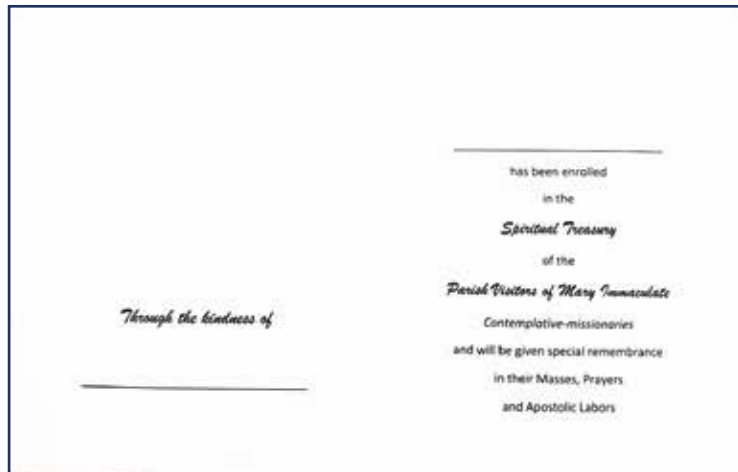 Through the kindness of
has been enrolled
in the
Spiritual Treasury
of the
Parish Visitors of Mary Immaculate
Contemplative-missionaries
and will be given special remembrance
in their Masses, Prayers
and Apostolic Labors